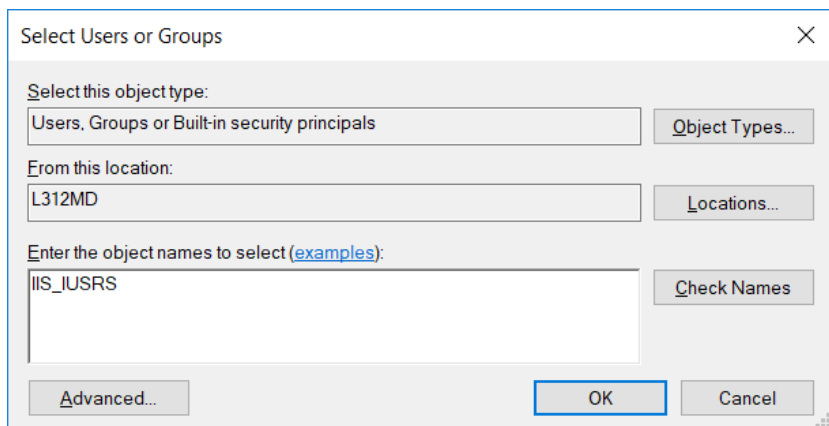 Select Users or Groups
Select this object type:
Users, Groups or Built-in security principals
Object Types...
From this location:
L312MD
Locations...
Enter the object names to select (examples):
IIS_IUSRS
Check Names
Advanced...
OK
Cancel